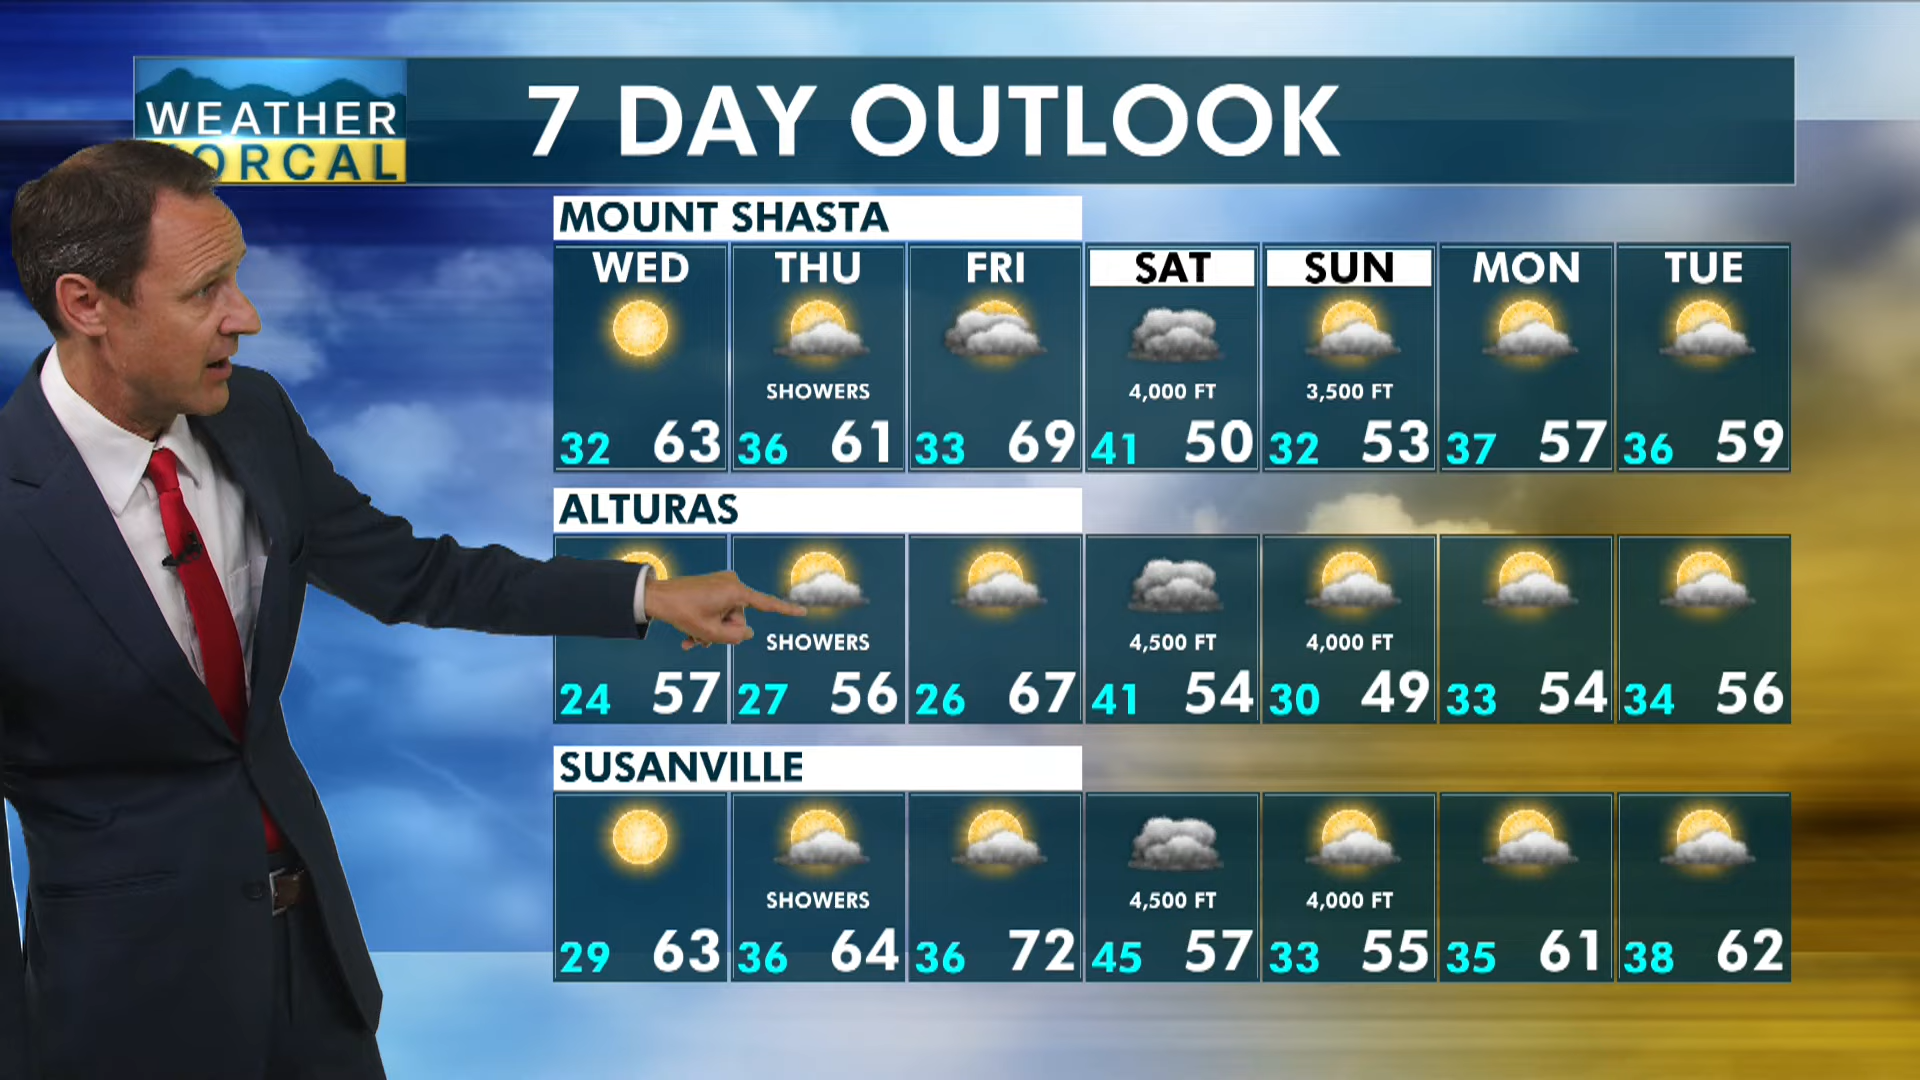 WEATHER
ORCAL
7 DAY OUTLOOK
MOUNT SHASTA
WED THU FRI SAT SUN MON TUE
SHOWERS 4,000 FT 3,500 FT
32 63 36 61 33 69 41 50 32 53 37 57 36 59
ALTURAS
SHOWERS 4,500 FT 4,000 FT
24 57 27 56 26 67 41 54 30 49 33 54 34 56
SUSANVILLE
SHOWERS 4,500 FT 4,000 FT
29 63 36 64 36 72 45 57 33 55 35 61 38 62